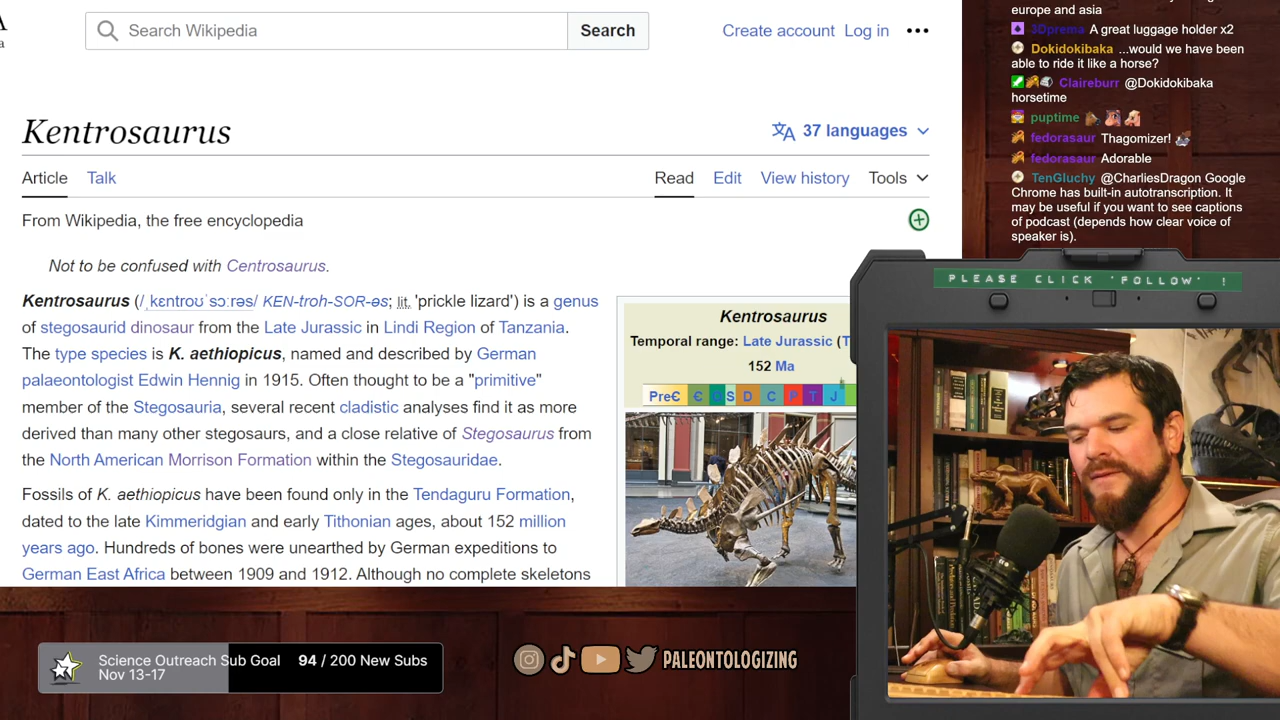 A
a
Search Wikipedia
Search
Create account Log in
Kentrosaurus
37 languages
Article Talk
Read Edit View history Tools
From Wikipedia, the free encyclopedia
Not to be confused with Centrosaurus.
Kentrosaurus (/ˌkɛntroʊˈsɔːrəs/ KEN-troh-SOR-əs; lit. 'prickle lizard') is a genus
of stegosaurid dinosaur from the Late Jurassic in Lindi Region of Tanzania.
The type species is K. aethiopicus, named and described by German
palaeontologist Edwin Hennig in 1915. Often thought to be a "primitive"
member of the Stegosauria, several recent cladistic analyses find it as more
derived than many other stegosaurs, and a close relative of Stegosaurus from
the North American Morrison Formation within the Stegosauridae.
Fossils of K. aethiopicus have been found only in the Tendaguru Formation,
dated to the late Kimmeridgian and early Tithonian ages, about 152 million
years ago. Hundreds of bones were unearthed by German expeditions to
German East Africa between 1909 and 1912. Although no complete skeletons
Kentrosaurus
Temporal range: Late Jurassic (T
152 Ma
PreЄ Є O S D C P T J
europe and asia
3Dprema A great luggage holder x2
Dokidokibaka ...would we have been
able to ride it like a horse?
Claireburr @Dokidokibaka
horsetime
puptime
fedorasaur Thagomizer!
fedorasaur Adorable
TenGluchy @CharliesDragon Google
Chrome has built-in autotranscription. It
may be useful if you want to see captions
of podcast (depends how clear voice of
speaker is).
PLEASE CLICK 'FOLLOW' !
Science Outreach Sub Goal 94 / 200 New Subs
Nov 13-17
PALEONTOLOGIZING